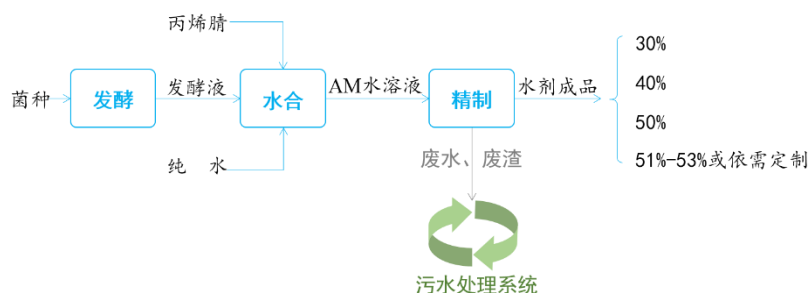 丙烯腈
菌种
发酵
发酵液
水合
AM水溶液
精制
水剂成品
30%
40%
50%
51%-53%或依需定制
纯 水
废水、废渣
污水处理系统